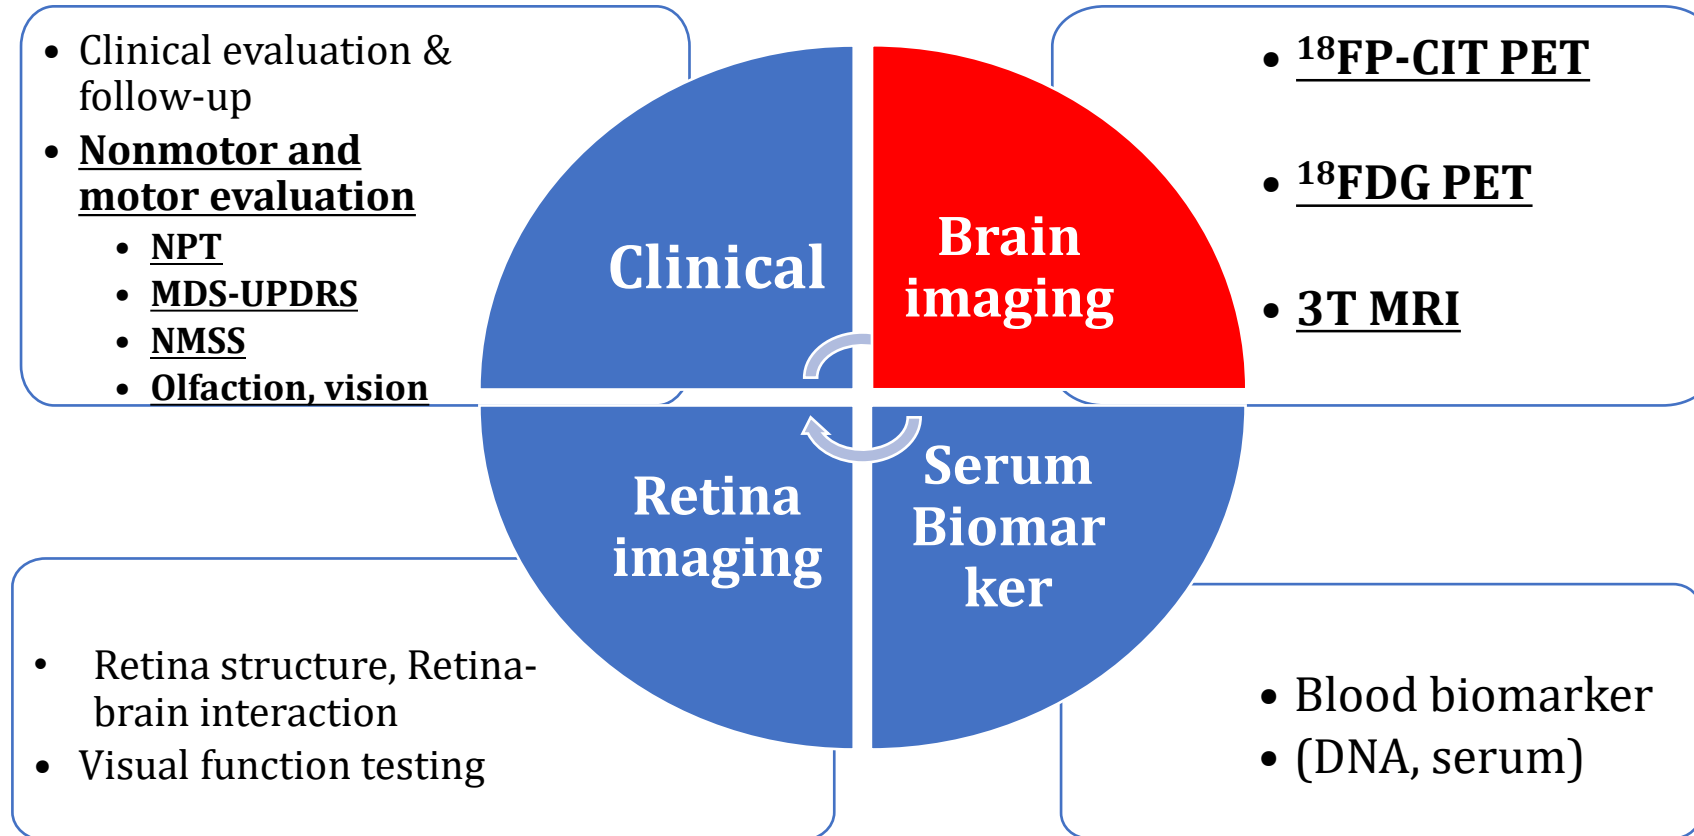 • Clinical evaluation &
follow-up
• Nonmotor and
motor evaluation
• NPT
• MDS-UPDRS
• NMSS
• Olfaction, vision
Clinical
Brain
imaging
• ¹⁸FP-CIT PET
• ¹⁸FDG PET
• 3T MRI
Retina
imaging
Serum
Biomar
ker
• Retina structure, Retina-
brain interaction
• Visual function testing
• Blood biomarker
• (DNA, serum)